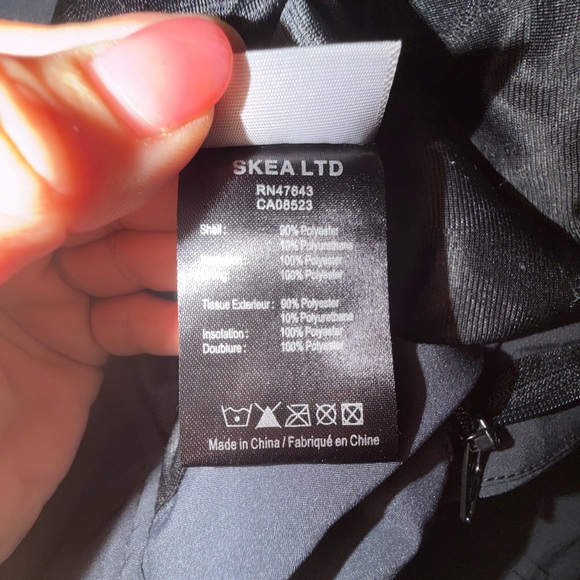 SKEA LTD
RN47643
CA08523
Shell : 90% Polyester
10% Polyurethane
100% Polyester
100% Polyester
Tissue Exterieur : 90% Polyester
10% Polyurethane
Insolation : 100% Polyester
Doublure : 100% Polyester
Made in China / Fabriqué en Chine